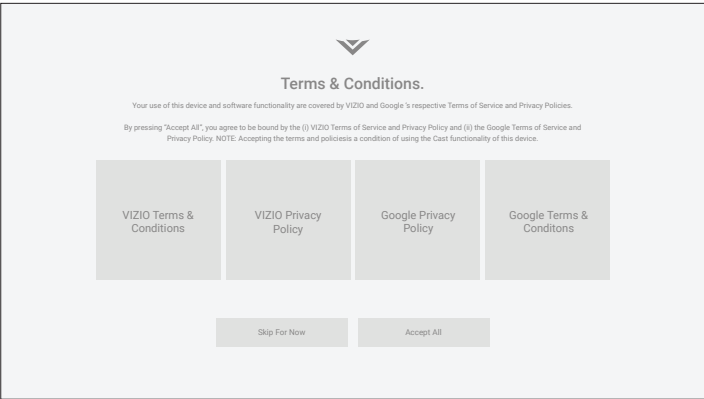 Terms & Conditions.
Your use of this device and software functionality are covered by VIZIO and Google 's respective Terms of Service and Privacy Policies.
By pressing "Accept All", you agree to be bound by the (i) VIZIO Terms of Service and Privacy Policy and (ii) the Google Terms of Service and
Privacy Policy. NOTE: Accepting the terms and policiesis a condition of using the Cast functionality of this device.
VIZIO Terms &
Conditions
VIZIO Privacy
Policy
Google Privacy
Policy
Google Terms &
Conditons
Skip For Now
Accept All